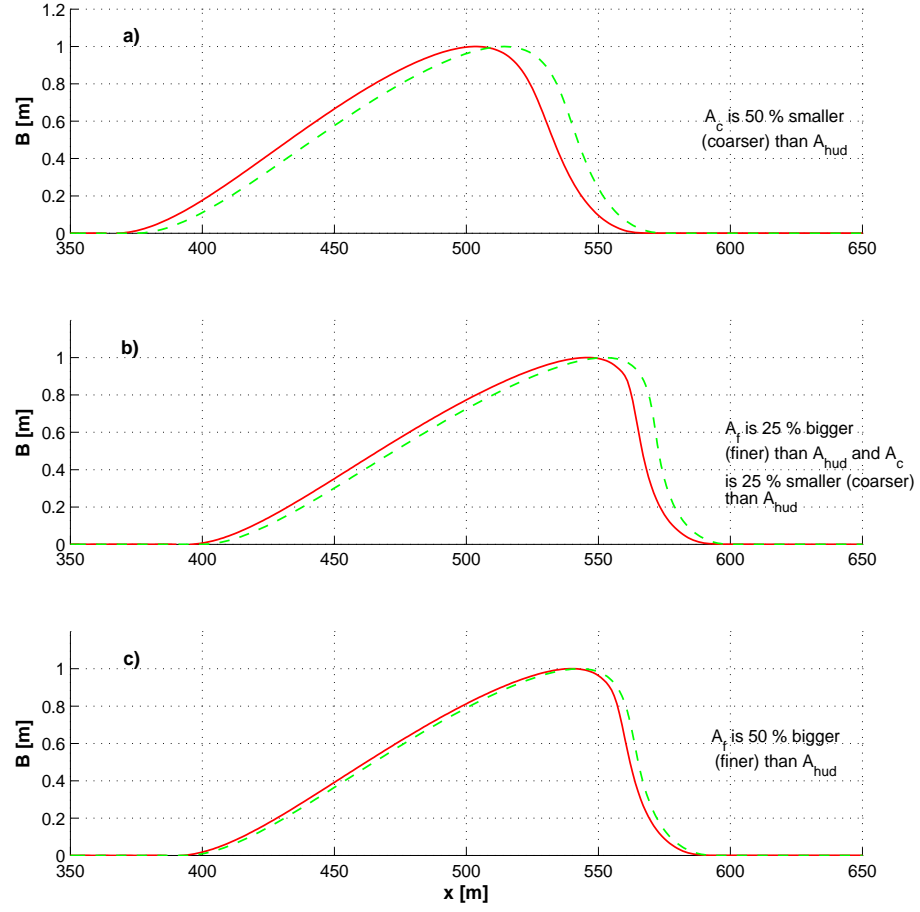 1.2
a)
1
0.8
0.6
0.4
0.2
0
B [m]
A_c is 50 % smaller
(coarser) than A_hud
350 400 450 500 550 600 650
b)
1
0.8
0.6
0.4
0.2
0
B [m]
A_f is 25 % bigger
(finer) than A_hud and A_c
is 25 % smaller (coarser)
than A_hud
350 400 450 500 550 600 650
c)
1
0.8
0.6
0.4
0.2
0
B [m]
A_f is 50 % bigger
(finer) than A_hud
350 400 450 500 550 600 650
x [m]